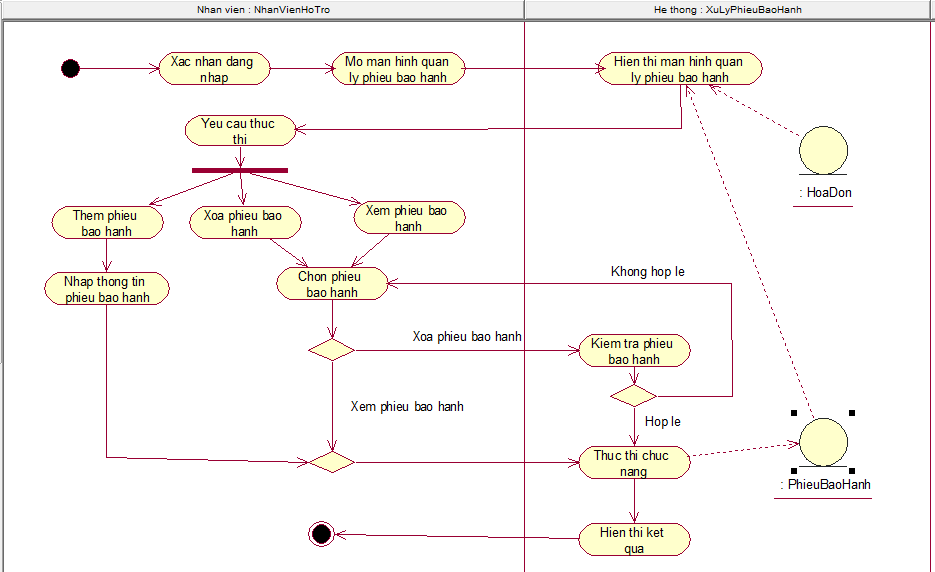 Nhan vien : NhanVienHoTro
He thong : XuLyPhieuBaoHanh
Xac nhan dang
nhap
Mo man hinh quan
ly phieu bao hanh
Hien thi man hinh quan
ly phieu bao hanh
Yeu cau thuc
thi
: HoaDon
Them phieu
bao hanh
Xoa phieu bao
hanh
Xem phieu bao
hanh
Nhap thong tin
phieu bao hanh
Chon phieu
bao hanh
Khong hop le
Xoa phieu bao hanh
Kiem tra phieu
bao hanh
Xem phieu bao hanh
Hop le
Thuc thi chuc
nang
: PhieuBaoHanh
Hien thi ket
qua